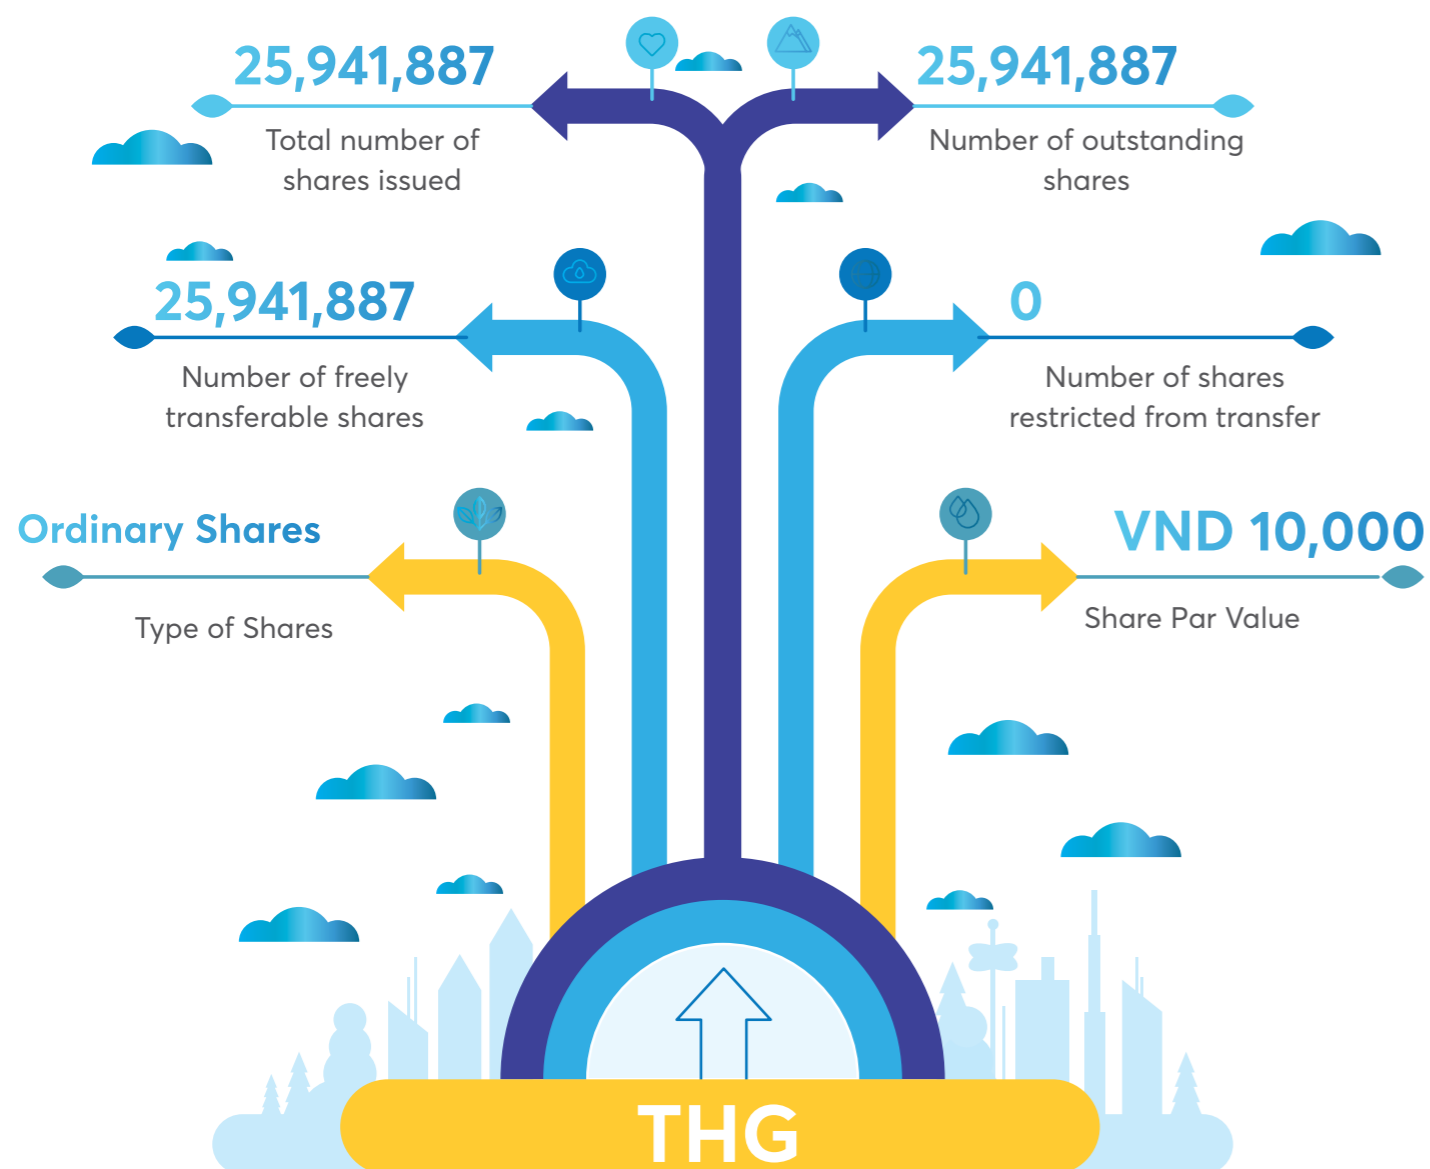 25,941,887
Total number of
shares issued
25,941,887
Number of outstanding
shares
25,941,887
Number of freely
transferable shares
0
Number of shares
restricted from transfer
Ordinary Shares
Type of Shares
VND 10,000
Share Par Value
THG